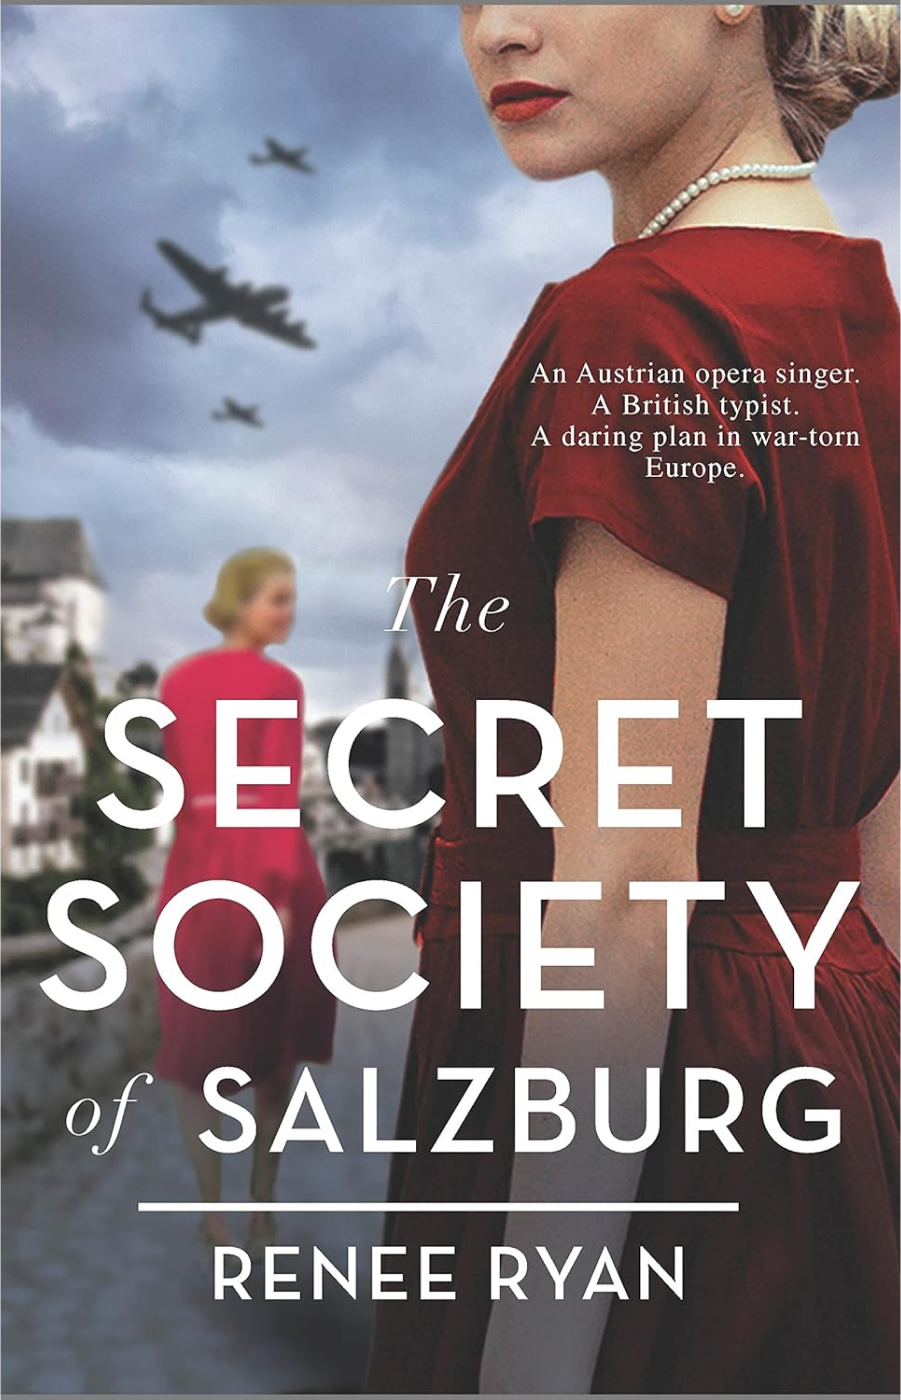 An Austrian opera singer.
A British typist.
A daring plan in war-torn
Europe.
The
SECRET
SOCIETY
of SALZBURG
RENEE RYAN